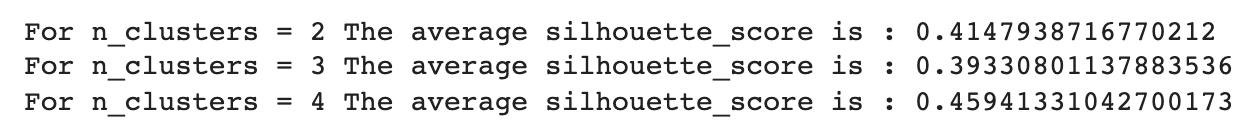 For n_clusters = 2 The average silhouette_score is : 0.4147938716770212
For n_clusters = 3 The average silhouette_score is : 0.39330801137883536
For n_clusters = 4 The average silhouette_score is : 0.45941331042700173